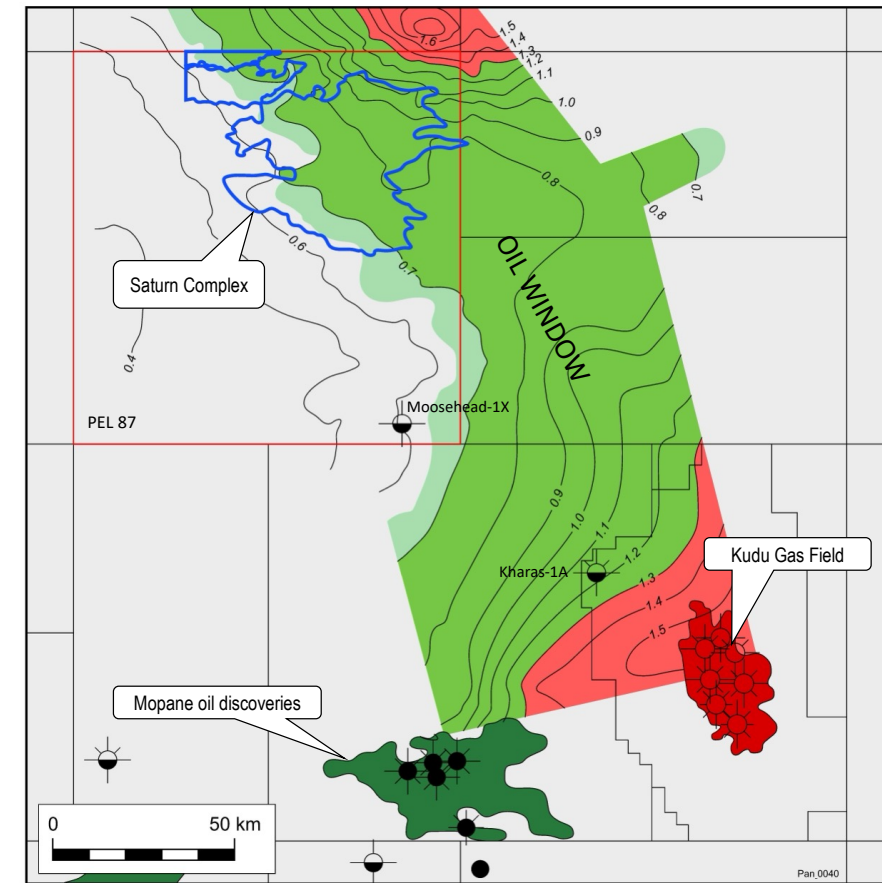 1.5
1.4
1.3
1.2
1.1
1.0
0.9
1.6
0.8
0.7
0.8
0.4
0.6
0.7
Saturn Complex
OIL WINDOW
0.4
Moosehead-1X
PEL 87
0.9
1.0
1.1
1.2
1.3
1.4
1.5
Kharas-1A
Kudu Gas Field
Mopane oil discoveries
0 50 km
Pan_0040